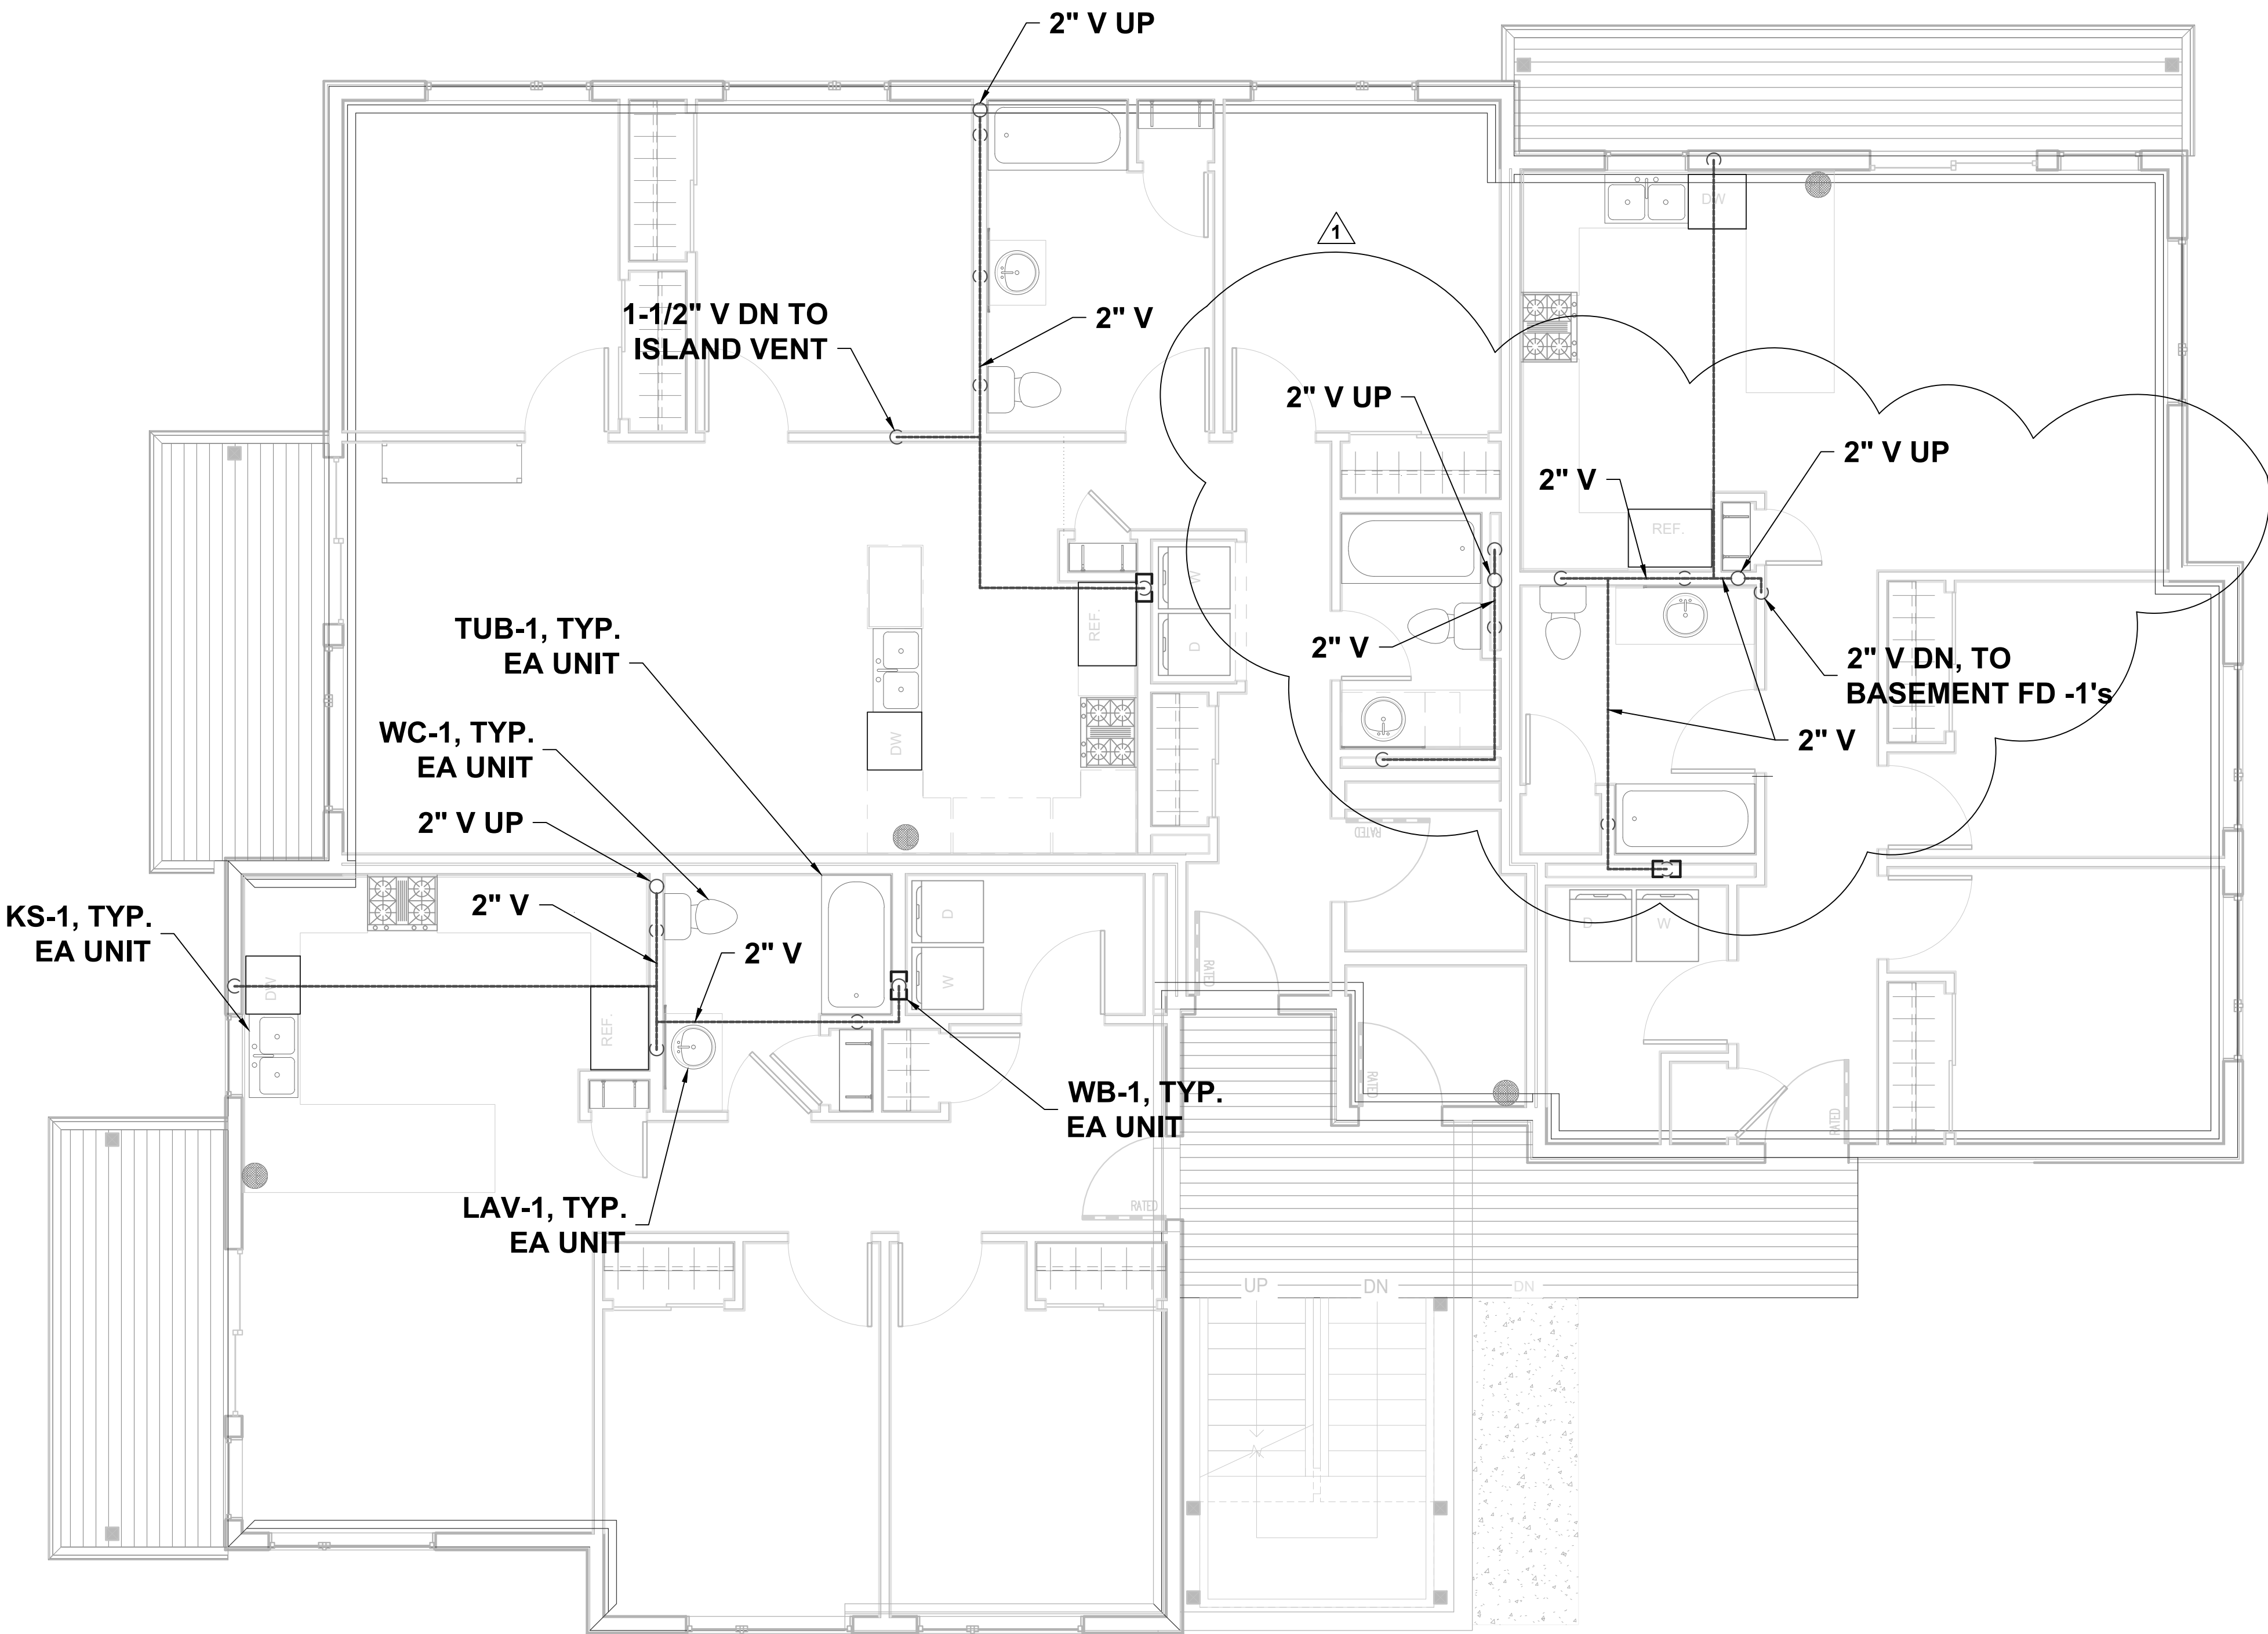 2" V UP
DW
1
1-1/2" V DN TO
ISLAND VENT
2" V
2" V UP
2" V
2" V UP
REF.
W
REF.
D
TUB-1, TYP.
EA UNIT
2" V
2" V DN, TO
BASEMENT FD -1's
WC-1, TYP.
EA UNIT
DW
2" V
2" V UP
RATED
KS-1, TYP.
EA UNIT
2" V
D
D
W
2" V
DW
W
RATED
REF.
WB-1, TYP.
EA UNIT
RATED
RATED
LAV-1, TYP.
EA UNIT
RATED
UP
DN
DN